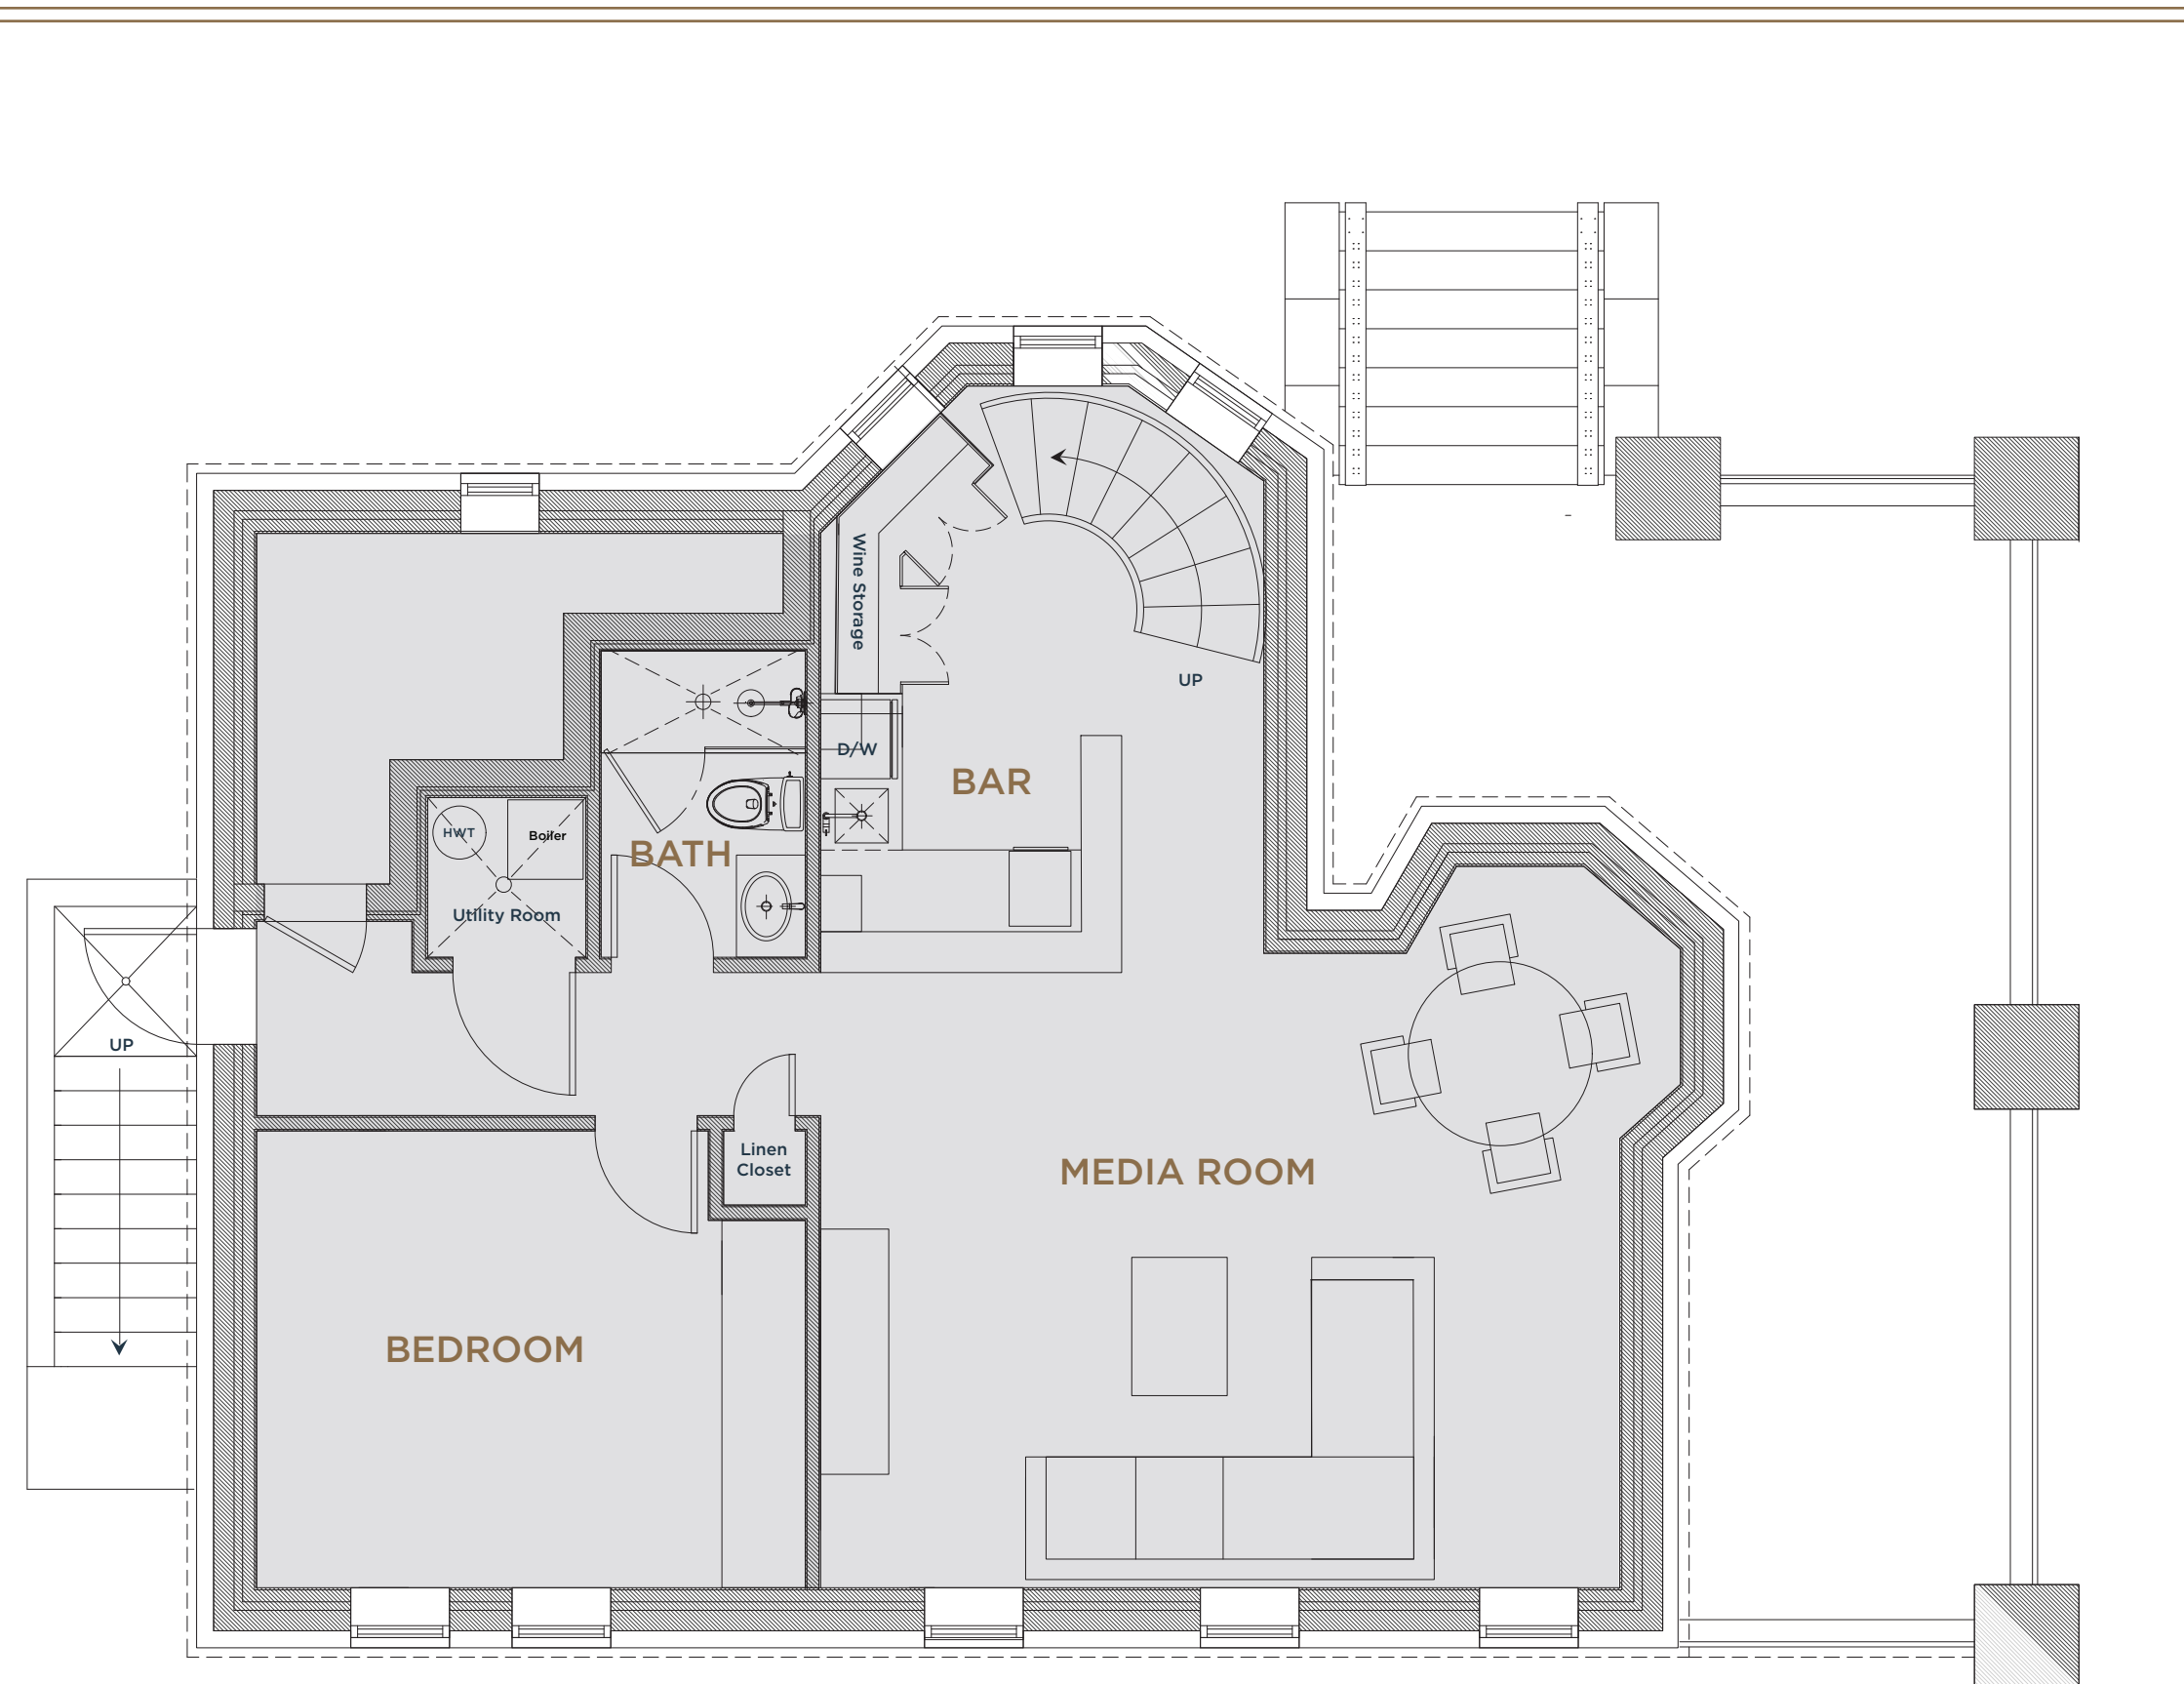 Wine Storage
UP
D/W
BAR
HWT
Boiler
BATH
Utility Room
UP
Linen
Closet
MEDIA ROOM
BEDROOM